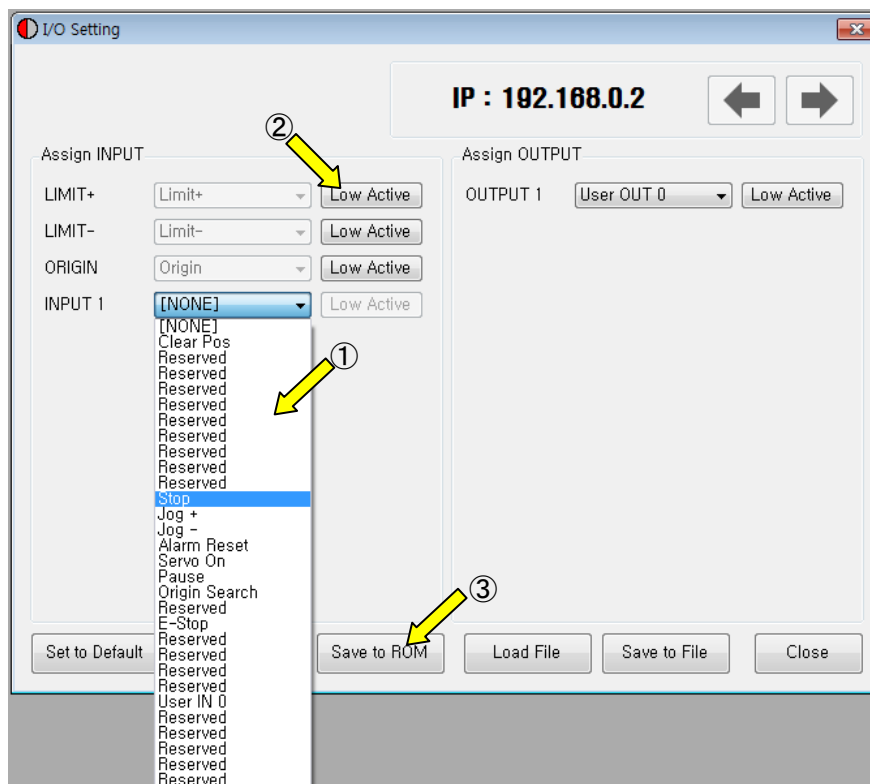 I/O Setting
IP : 192.168.0.2
②
Assign INPUT
Assign OUTPUT
LIMIT+ Limit+ Low Active
OUTPUT 1 User OUT 0 Low Active
LIMIT- Limit- Low Active
ORIGIN Origin Low Active
INPUT 1 [NONE] Low Active
[NONE]
Clear Pos
Reserved
①
Reserved
Reserved
Reserved
Reserved
Reserved
Reserved
Reserved
Reserved
Stop
Jog +
Jog -
Alarm Reset
Servo On
Pause
Origin Search
③
Reserved
E-Stop
Reserved
Reserved
Reserved
Reserved
User IN 0
Reserved
Reserved
Reserved
Reserved
Reserved
Set to Default Save to ROM Load File Save to File Close